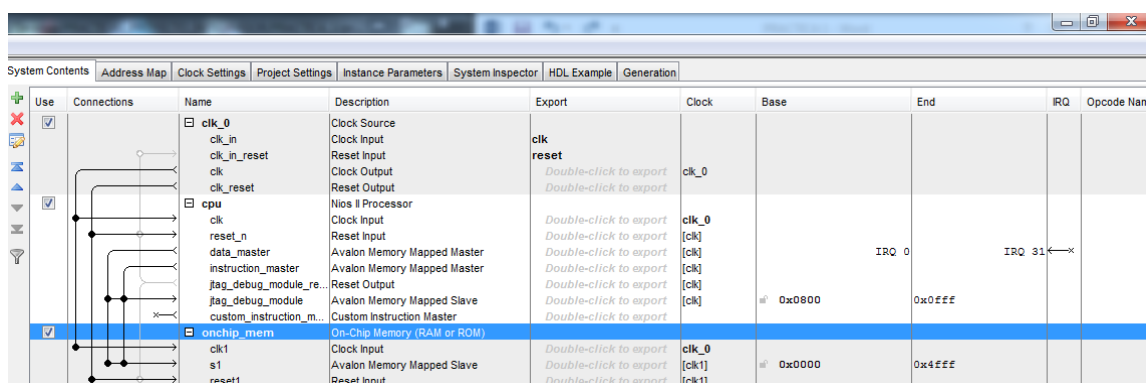 System Contents Address Map Clock Settings Project Settings Instance Parameters System Inspector HDL Example Generation
Use Connections Name Description Export Clock Base End IRQ Opcode Nam
clk_0 Clock Source
clk_in Clock Input clk
clk_in_reset Reset Input reset
clk Clock Output Double-click to export clk_0
clk_reset Reset Output Double-click to export
cpu Nios II Processor
clk Clock Input Double-click to export clk_0
reset_n Reset Input Double-click to export [clk]
data_master Avalon Memory Mapped Master Double-click to export [clk] IRQ 0 IRQ 31
instruction_master Avalon Memory Mapped Master Double-click to export [clk]
jtag_debug_module_re... Reset Output Double-click to export [clk]
jtag_debug_module Avalon Memory Mapped Slave Double-click to export [clk] 0x0800 0x0fff
custom_instruction_m... Custom Instruction Master Double-click to export
onchip_mem On-Chip Memory (RAM or ROM)
clk1 Clock Input Double-click to export clk_0
s1 Avalon Memory Mapped Slave Double-click to export [clk1] 0x0000 0x4fff
reset1 Reset Input Double-click to export [clk1]